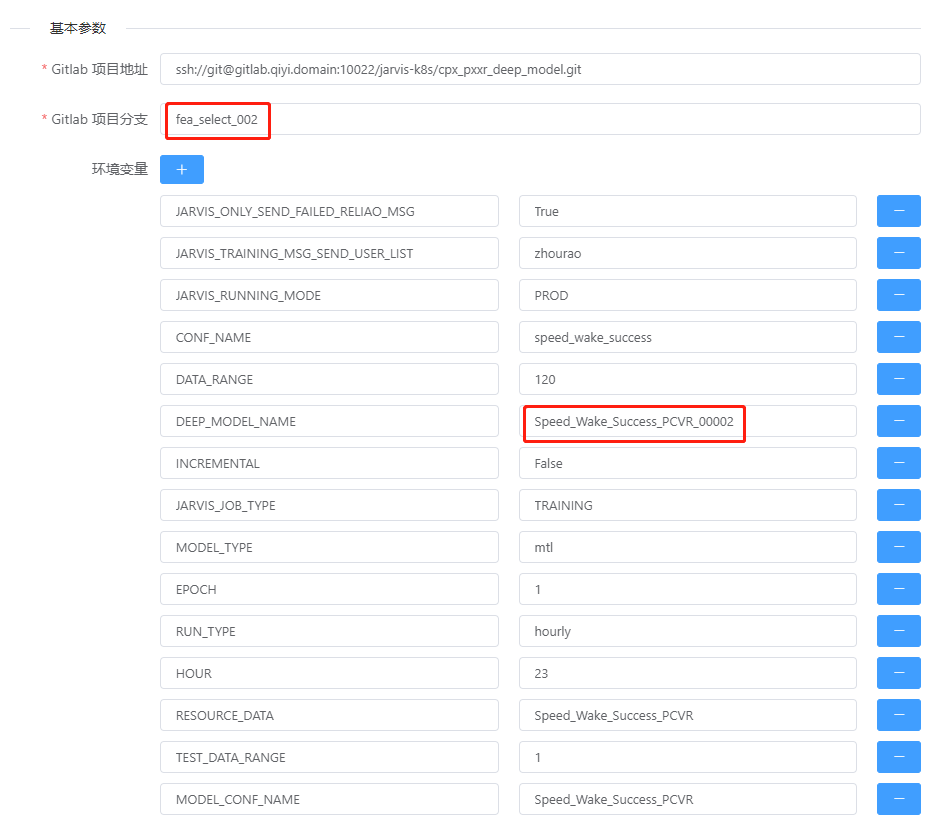 基本参数
* Gitlab 项目地址 ssh://git@gitlab.qiyi.domain:10022/jarvis-k8s/cpx_pxxr_deep_model.git
* Gitlab 项目分支 fea_select_002
环境变量 +
JARVIS_ONLY_SEND_FAILED_RELIAO_MSG True
JARVIS_TRAINING_MSG_SEND_USER_LIST zhourao
JARVIS_RUNNING_MODE PROD
CONF_NAME speed_wake_success
DATA_RANGE 120
DEEP_MODEL_NAME Speed_Wake_Success_PCVR_00002
INCREMENTAL False
JARVIS_JOB_TYPE TRAINING
MODEL_TYPE mtl
EPOCH 1
RUN_TYPE hourly
HOUR 23
RESOURCE_DATA Speed_Wake_Success_PCVR
TEST_DATA_RANGE 1
MODEL_CONF_NAME Speed_Wake_Success_PCVR